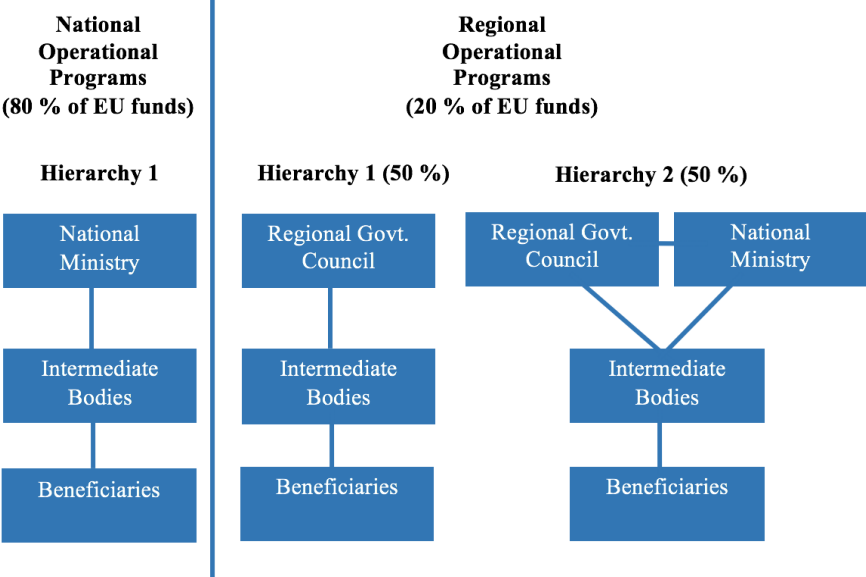 National
Operational
Programs
(80 % of EU funds)
Regional
Operational
Programs
(20 % of EU funds)
Hierarchy 1
Hierarchy 1 (50 %)
Hierarchy 2 (50 %)
National
Ministry
Regional Govt.
Council
Regional Govt.
Council
National
Ministry
Intermediate
Bodies
Intermediate
Bodies
Intermediate
Bodies
Beneficiaries
Beneficiaries
Beneficiaries